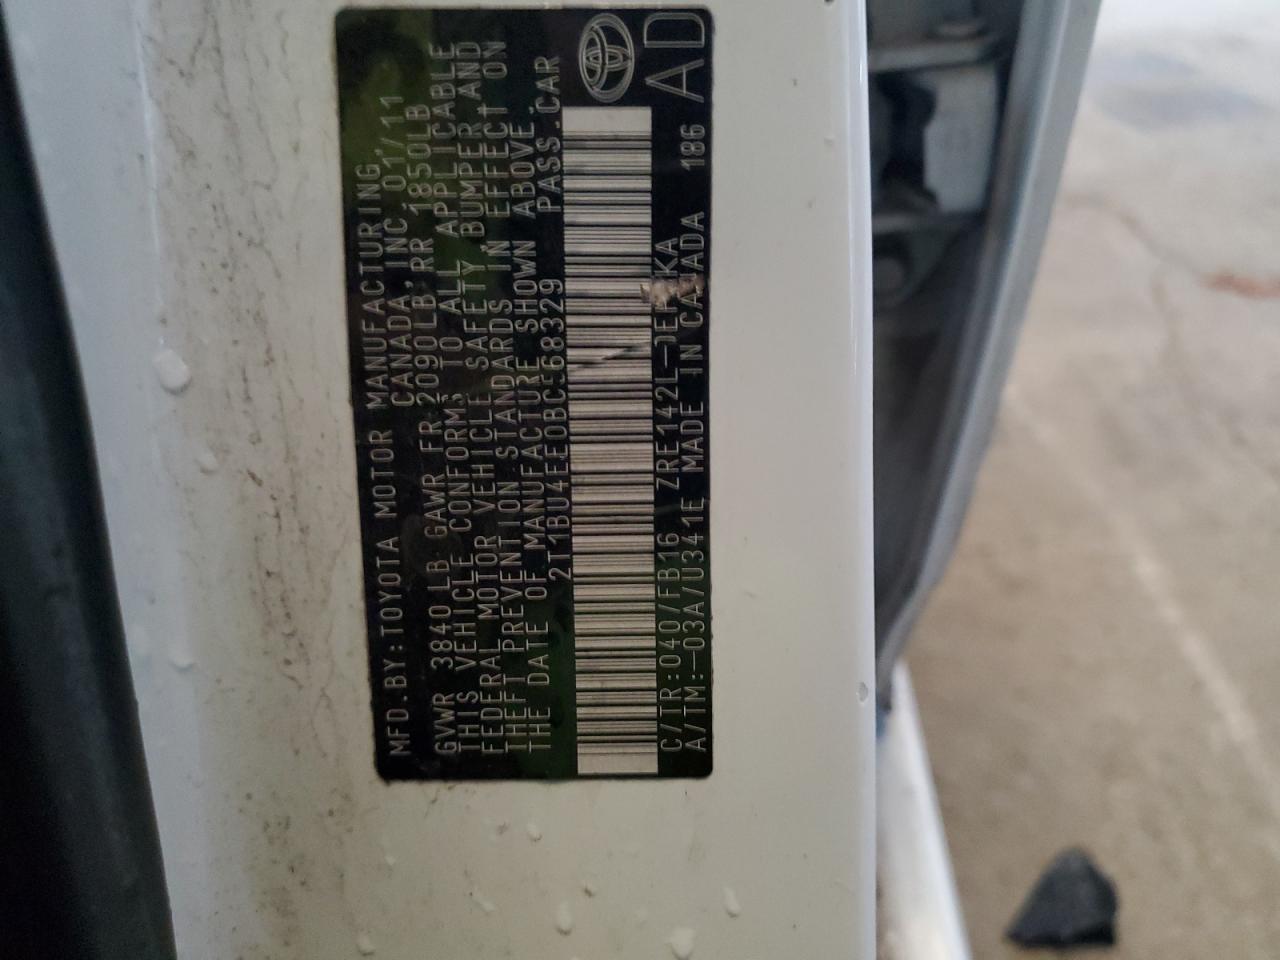 MFD.BY:TOYOTA MOTOR MANUFACTURING
CANADA, INC. 01/11
GVWR 3840LB GAWR FR 2090LB RR 1850LB
THIS VEHICLE CONFORMS TO ALL APPLICABLE
FEDERAL MOTOR VEHICLE SAFETY, BUMPER AND
THEFT PREVENTION STANDARDS IN EFFECT ON
THE DATE OF MANUFACTURE SHOWN ABOVE.
PASS.CAR
C/TR:040/FB16
A/TM:-03A/U341E MADE IN CANADA 186
AD